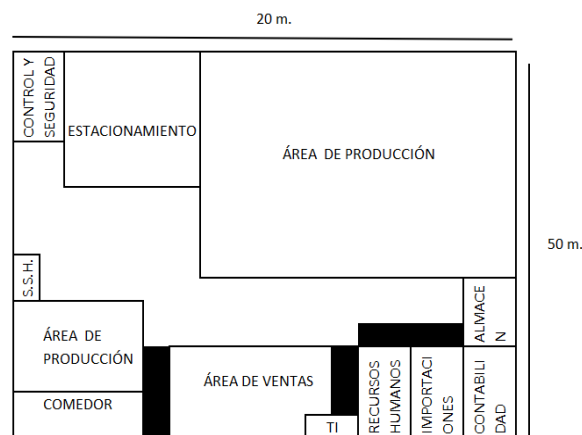 20 m.
CONTROL Y
SEGURIDAD
ESTACIONAMIENTO
ÁREA DE PRODUCCIÓN
50 m.
S.S.H.
ALMACE
N
ÁREA DE
PRODUCCIÓN
ÁREA DE VENTAS
COMEDOR
TI
RECURSOS
HUMANOS
IMPORTACI
ONES
CONTABILI
DAD